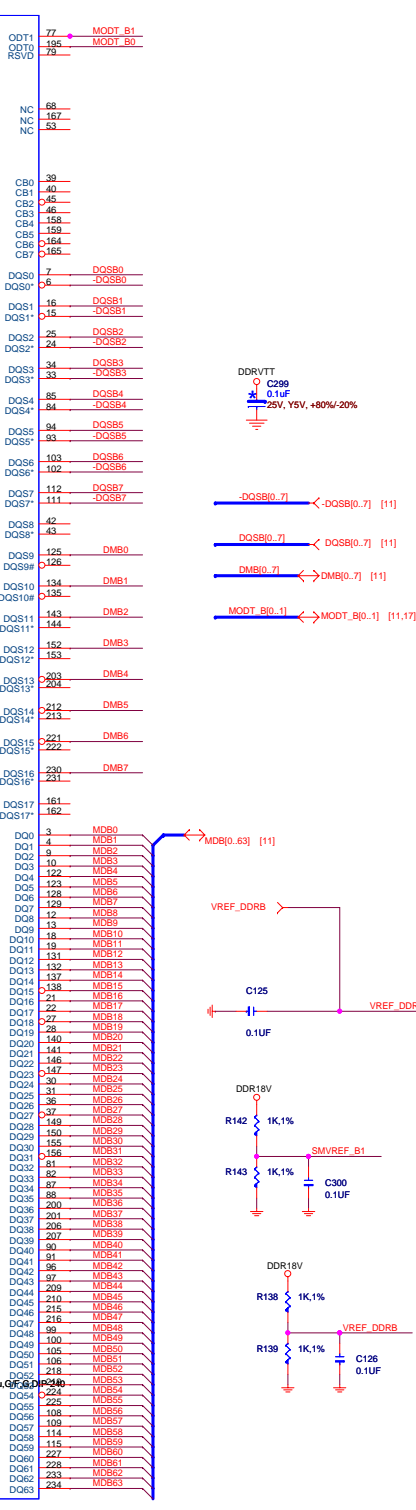 ODT1 77 MODT_B1
ODT0 195 MODT_B0
RSVD 79
NC 68
NC 167
NC 53
CB0 39
CB1 40
CB2 45
CB3 46
CB4 158
CB5 159
CB6 164
CB7 165
DQS0 7 DQSB0
DQS0* 6 -DQSB0
DQS1 16 DQSB1
DQS1* 15 -DQSB1
DQS2 25 DQSB2
DQS2* 24 -DQSB2
DQS3 34 DQSB3
DQS3* 33 -DQSB3
DQS4 85 DQSB4
DQS4* 84 -DQSB4
DQS5 94 DQSB5
DQS5* 93 -DQSB5
DQS6 103 DQSB6
DQS6* 102 -DQSB6
DQS7 112 DQSB7
DQS7* 111 -DQSB7
DQS8 42
DQS8* 43
DQS9 125 DMB0
DQS9# 126
DQS10 134 DMB1
DQS10# 135
DQS11 143 DMB2
DQS11* 144
DQS12 152 DMB3
DQS12* 153
DQS13 203 DMB4
DQS13* 204
DQS14 212 DMB5
DQS14* 213
DQS15 221 DMB6
DQS15* 222
DQS16 230 DMB7
DQS16* 231
DQS17 161
DQS17* 162
DQ0 3 MDB0
DQ1 4 MDB1
DQ2 9 MDB2
DQ3 10 MDB3
DQ4 122 MDB4
DQ5 123 MDB5
DQ6 128 MDB6
DQ7 129 MDB7
DQ8 12 MDB8
DQ9 13 MDB9
DQ10 18 MDB10
DQ11 19 MDB11
DQ12 131 MDB12
DQ13 132 MDB13
DQ14 137 MDB14
DQ15 138 MDB15
DQ16 21 MDB16
DQ17 22 MDB17
DQ18 27 MDB18
DQ19 28 MDB19
DQ20 140 MDB20
DQ21 141 MDB21
DQ22 146 MDB22
DQ23 147 MDB23
DQ24 30 MDB24
DQ25 31 MDB25
DQ26 36 MDB26
DQ27 37 MDB27
DQ28 149 MDB28
DQ29 150 MDB29
DQ30 155 MDB30
DQ31 156 MDB31
DQ32 81 MDB32
DQ33 82 MDB33
DQ34 87 MDB34
DQ35 88 MDB35
DQ36 200 MDB36
DQ37 201 MDB37
DQ38 206 MDB38
DQ39 207 MDB39
DQ40 90 MDB40
DQ41 91 MDB41
DQ42 96 MDB42
DQ43 97 MDB43
DQ44 209 MDB44
DQ45 210 MDB45
DQ46 215 MDB46
DQ47 216 MDB47
DQ48 99 MDB48
DQ49 100 MDB49
DQ50 105 MDB50
DQ51 106 MDB51
DQ52 218 MDB52
219 MDB53
DQ54 224 MDB54
DQ55 225 MDB55
DQ56 108 MDB56
DQ57 109 MDB57
DQ58 114 MDB58
DQ59 115 MDB59
DQ60 227 MDB60
DQ61 228 MDB61
DQ62 233 MDB62
DQ63 234 MDB63
DDRVTT
C299
0.1uF
25V, Y5V, +80%/-20%
-DQSB[0..7] -DQSB[0..7] [11]
DQSB[0..7] DQSB[0..7] [11]
DMB[0..7] DMB[0..7] [11]
MODT_B[0..1] MODT_B[0..1] [11,17]
MDB[0..63] [11]
VREF_DDRB
C125
0.1UF
VREF_DDR
DDR18V
R142 1K,1%
SMVREF_B1
R143 1K,1%
C300
0.1UF
DDR18V
R138 1K,1%
VREF_DDRB
R139 1K,1%
C126
0.1UF